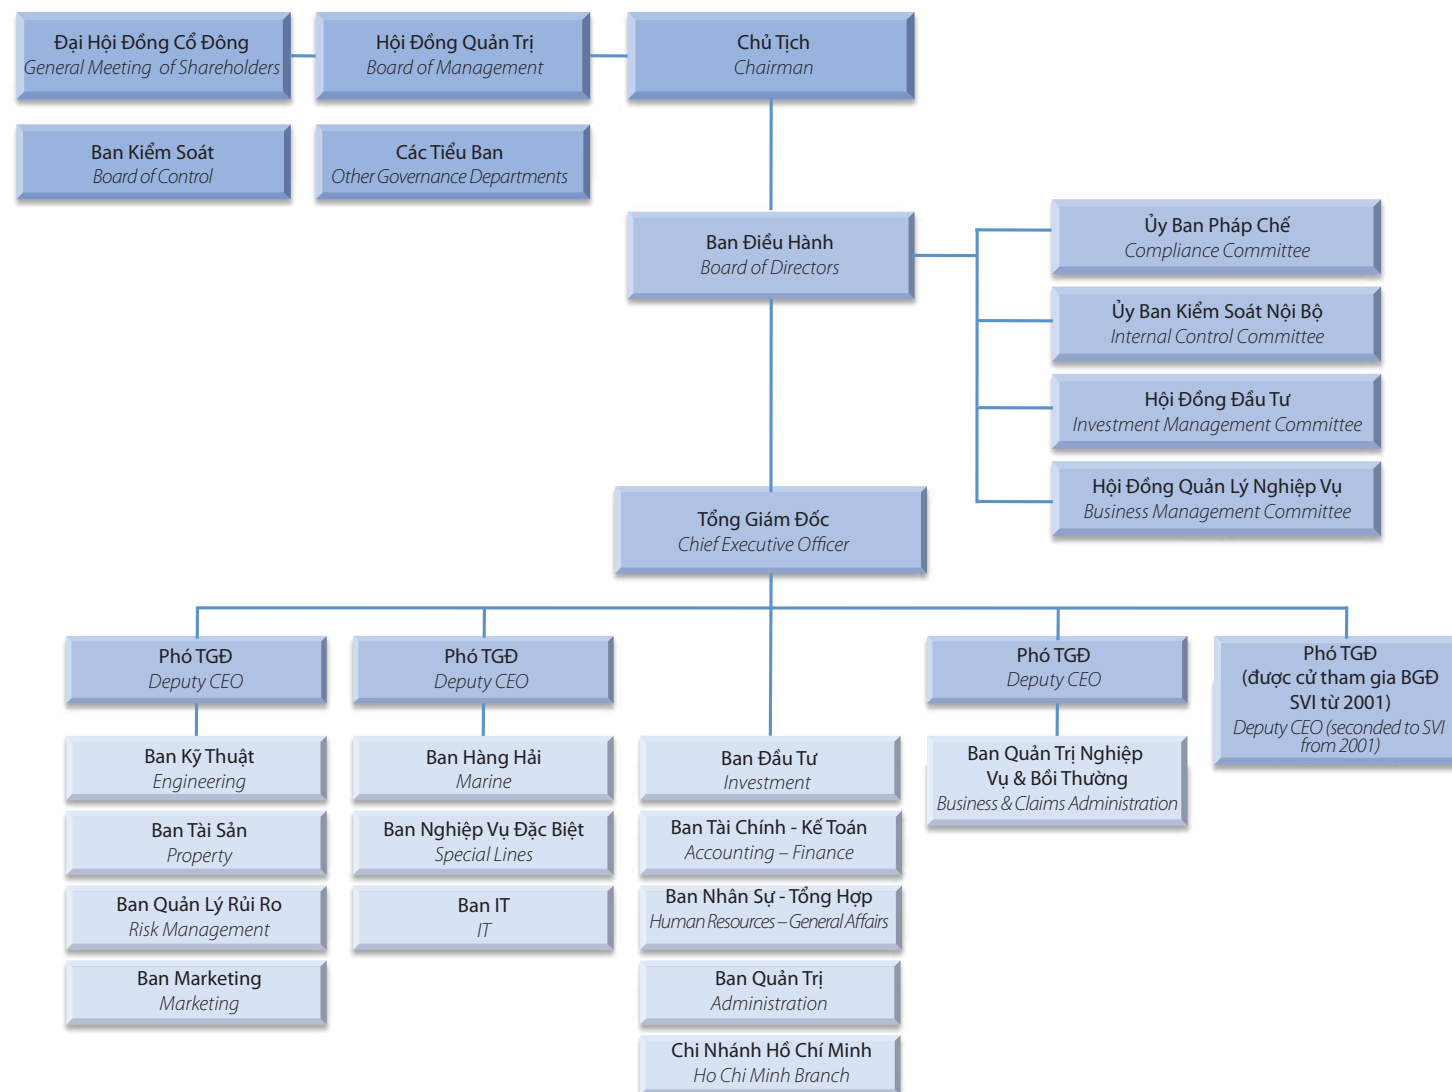 Đại Hội Đồng Cổ Đông
General Meeting of Shareholders
Hội Đồng Quản Trị
Board of Management
Chủ Tịch
Chairman
Ban Kiểm Soát
Board of Control
Các Tiểu Ban
Other Governance Departments
Ban Điều Hành
Board of Directors
Ủy Ban Pháp Chế
Compliance Committee
Ủy Ban Kiểm Soát Nội Bộ
Internal Control Committee
Hội Đồng Đầu Tư
Investment Management Committee
Hội Đồng Quản Lý Nghiệp Vụ
Business Management Committee
Tổng Giám Đốc
Chief Executive Officer
Phó TGĐ
Deputy CEO
Ban Kỹ Thuật
Engineering
Ban Tài Sản
Property
Ban Quản Lý Rủi Ro
Risk Management
Ban Marketing
Marketing
Phó TGĐ
Deputy CEO
Ban Hàng Hải
Marine
Ban Nghiệp Vụ Đặc Biệt
Special Lines
Ban IT
IT
Ban Đầu Tư
Investment
Ban Tài Chính - Kế Toán
Accounting – Finance
Ban Nhân Sự - Tổng Hợp
Human Resources – General Affairs
Ban Quản Trị
Administration
Chi Nhánh Hồ Chí Minh
Ho Chi Minh Branch
Phó TGĐ
Deputy CEO
Ban Quản Trị Nghiệp
Vụ & Bồi Thường
Business & Claims Administration
Phó TGĐ
(được cử tham gia BGĐ
SVI từ 2001)
Deputy CEO (seconded to SVI
from 2001)